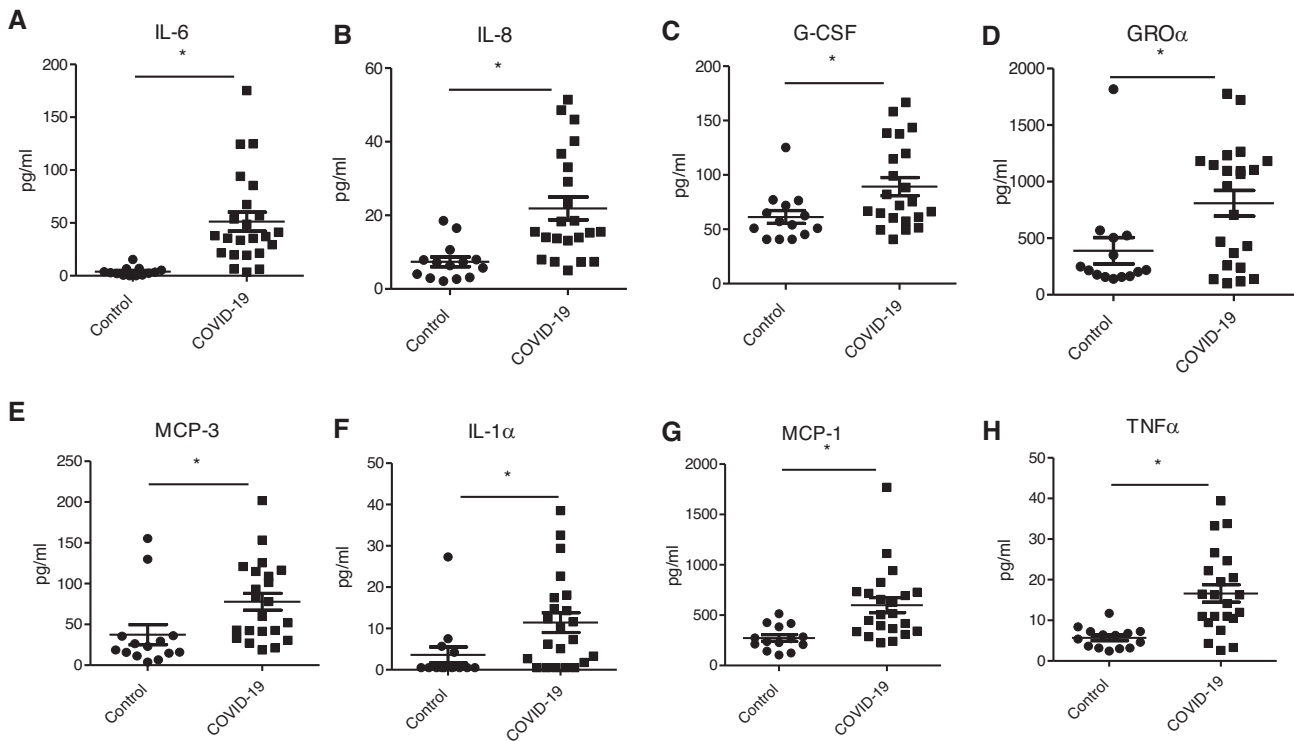 A
IL-6
*
200
150
100
50
0
pg/ml
Control
COVID-19
B
IL-8
*
60
40
20
0
pg/ml
Control
COVID-19
C
G-CSF
*
200
150
100
50
0
pg/ml
Control
COVID-19
D
GROα
*
2000
1500
1000
500
0
pg/ml
Control
COVID-19
E
MCP-3
*
250
200
150
100
50
0
pg/ml
Control
COVID-19
F
IL-1α
*
50
40
30
20
10
0
pg/ml
Control
COVID-19
G
MCP-1
*
2000
1500
1000
500
0
pg/ml
Control
COVID-19
H
TNFα
*
50
40
30
20
10
0
pg/ml
Control
COVID-19